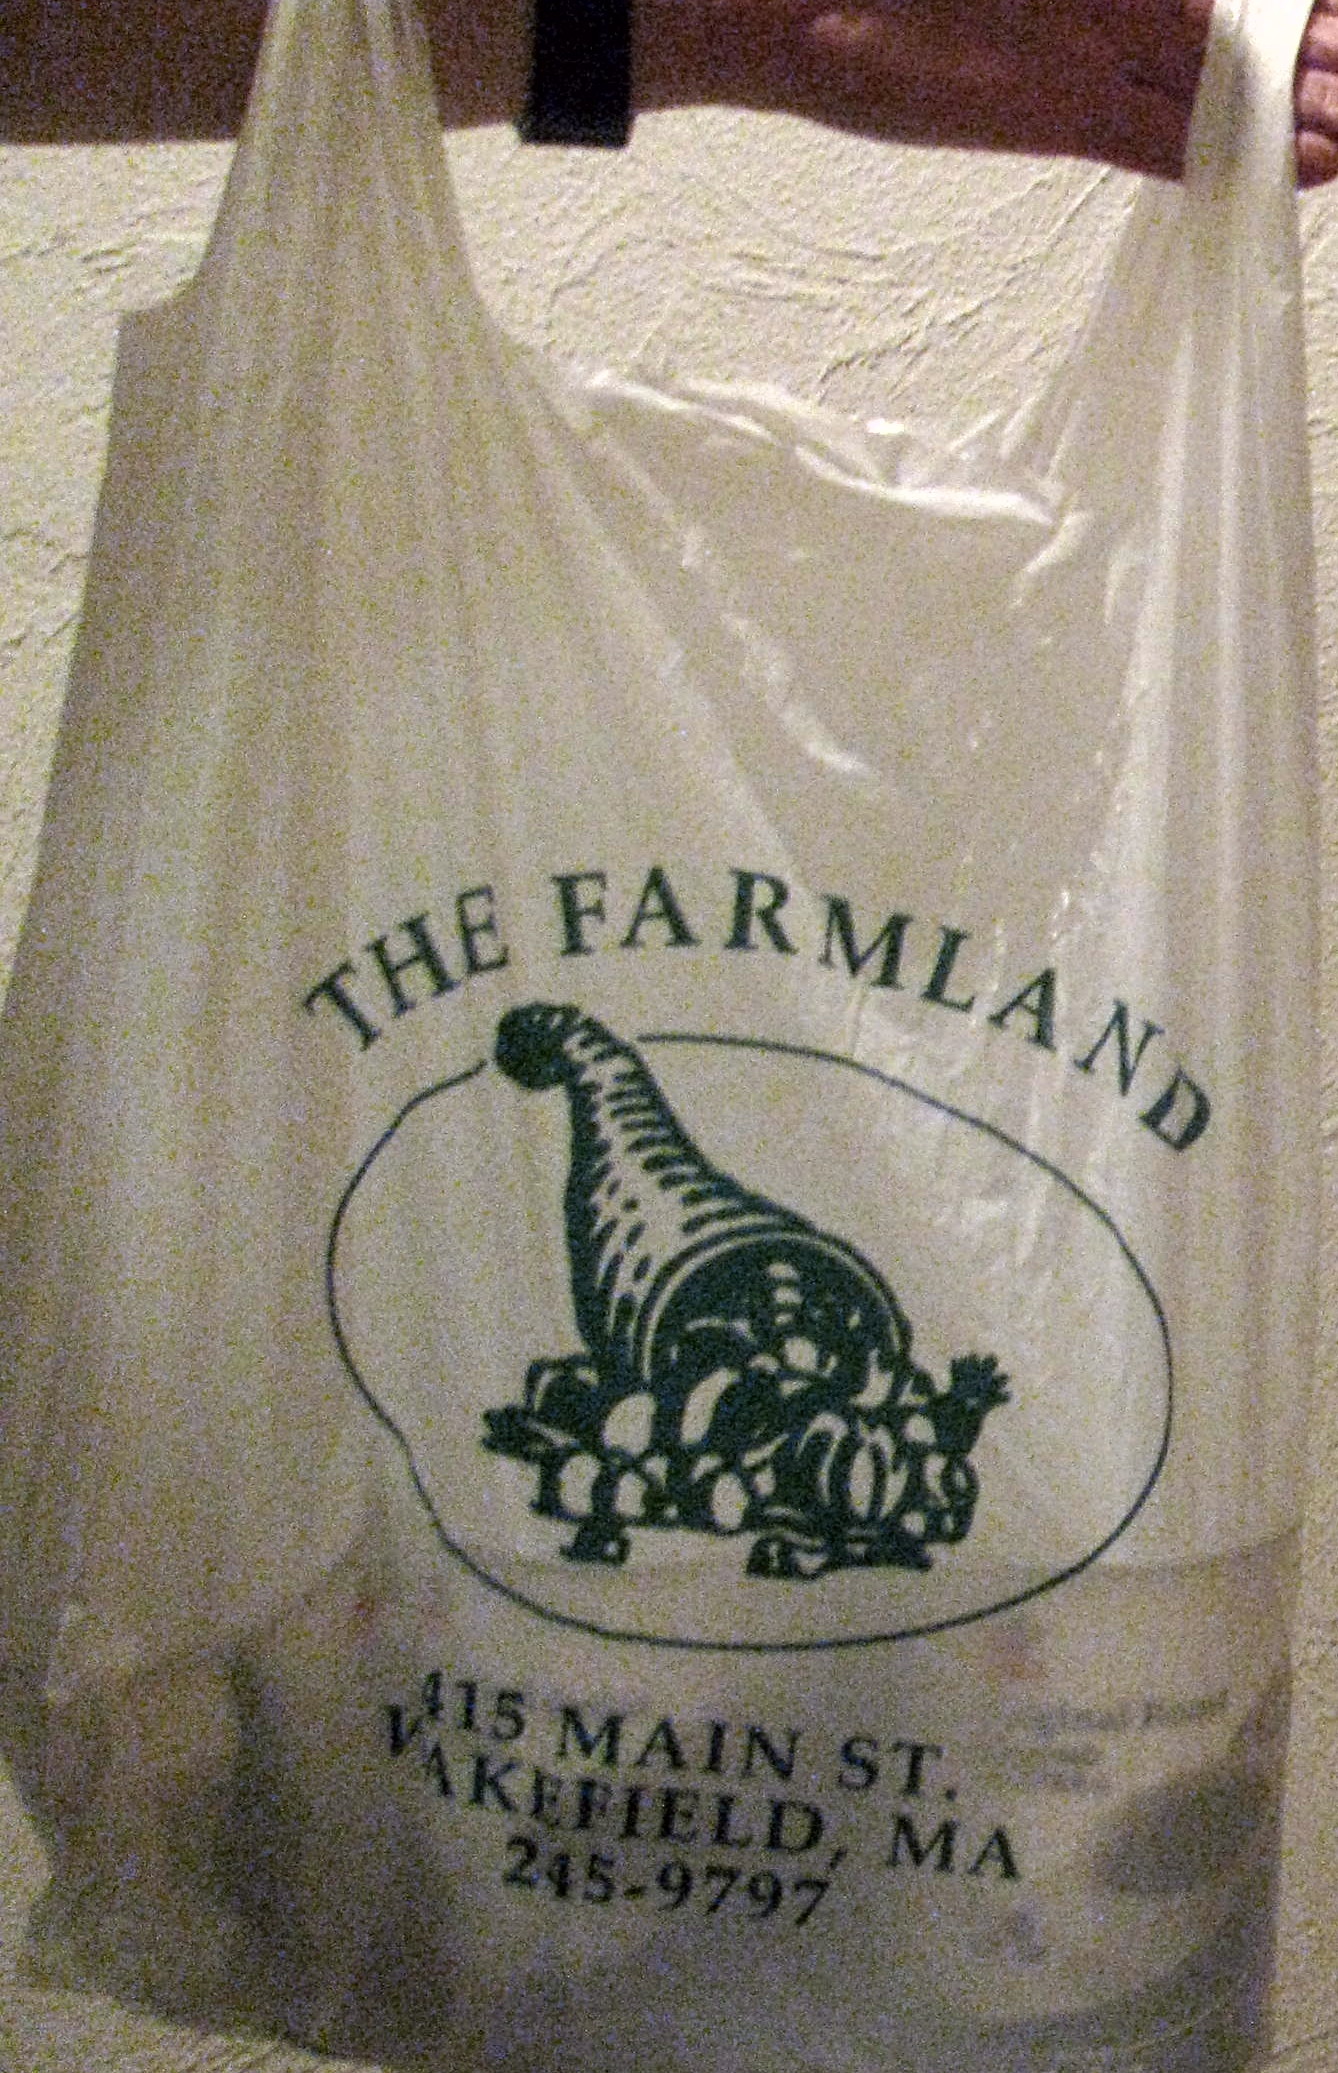 THE FARMLAND
415 MAIN ST.
WAKEFIELD, MA
245-9797